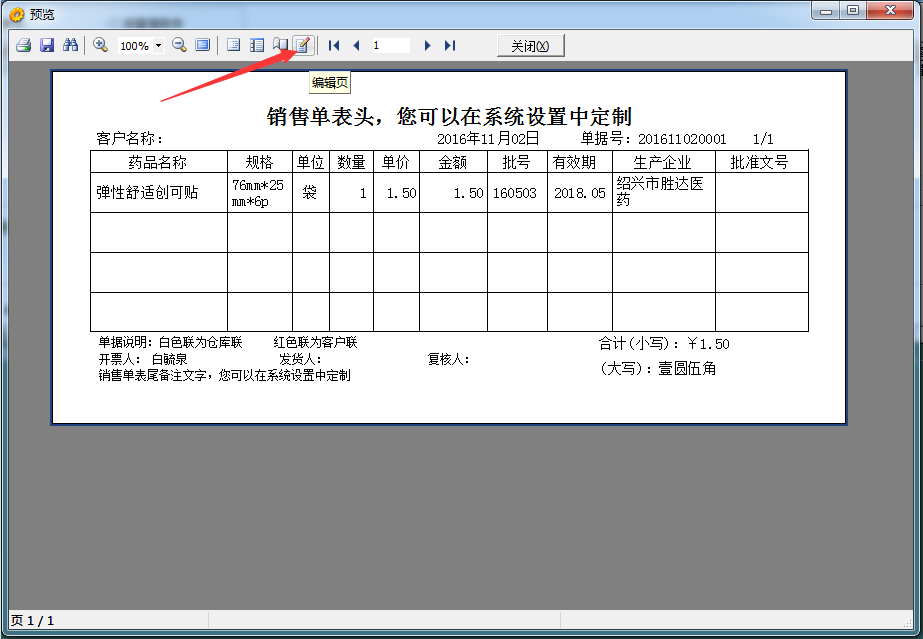 预览
100%
1
关闭(X)
编辑页
销售单表头，您可以在系统设置中定制
客户名称： 2016年11月02日 单据号：201611020001 1/1
药品名称 规格 单位 数量 单价 金额 批号 有效期 生产企业 批准文号
弹性舒适创可贴 76mm*25mm*6p 袋 1 1.50 1.50 160503 2018.05 绍兴市胜达医药
单据说明：白色联为仓库联 红色联为客户联 合计(小写)：￥1.50
开票人： 白毓泉 发货人： 复核人：
(大写)：壹圆伍角
销售单表尾备注文字，您可以在系统设置中定制
页 1 / 1